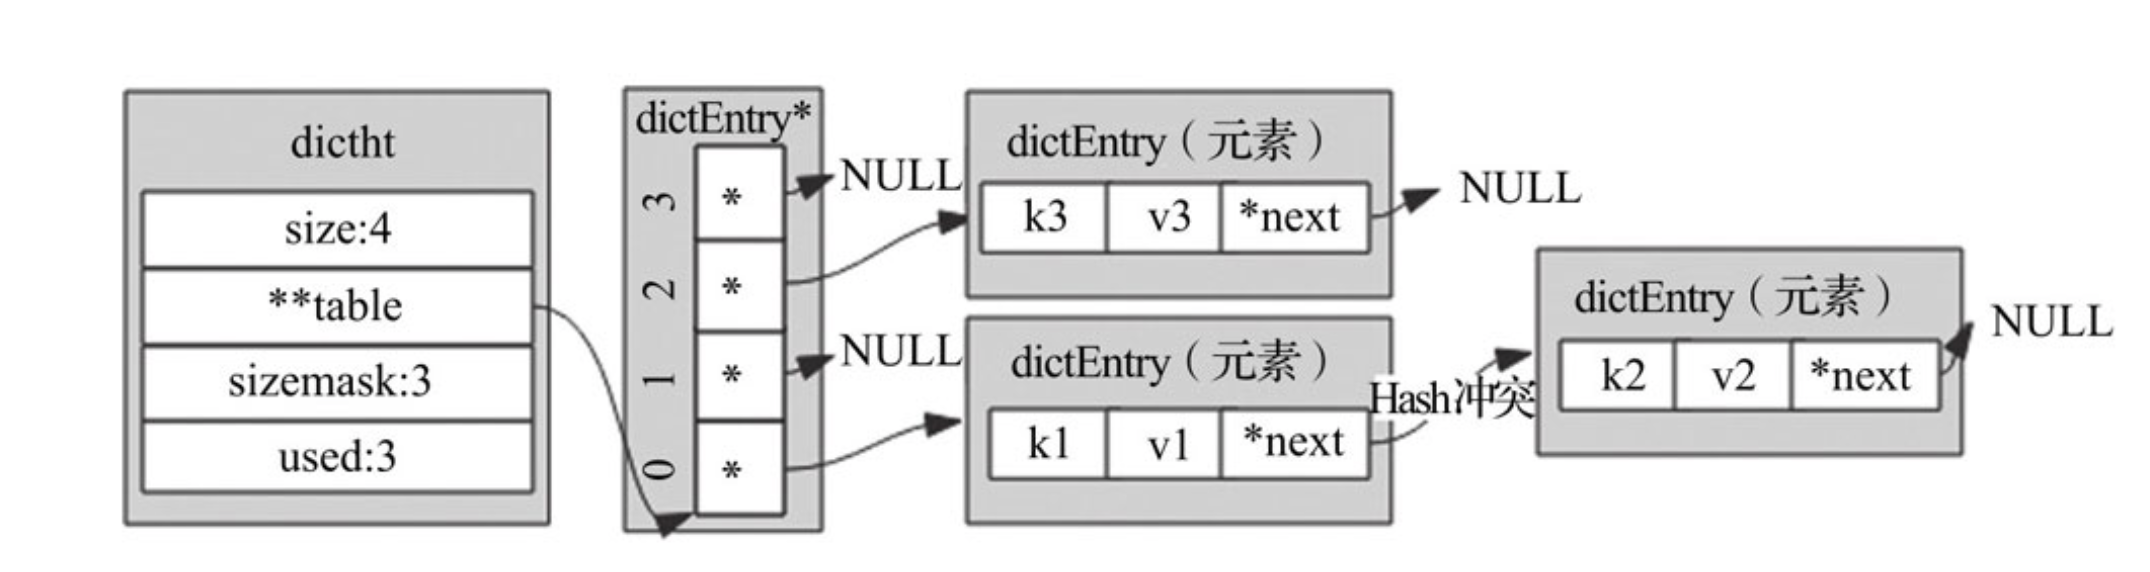 dictht
size:4
**table
sizemask:3
used:3
dictEntry*
3
*
NULL
2
*
1
*
NULL
0
*
dictEntry（元素）
k3
v3
*next
NULL
dictEntry（元素）
k1
v1
*next
Hash冲突
dictEntry（元素）
k2
v2
*next
NULL